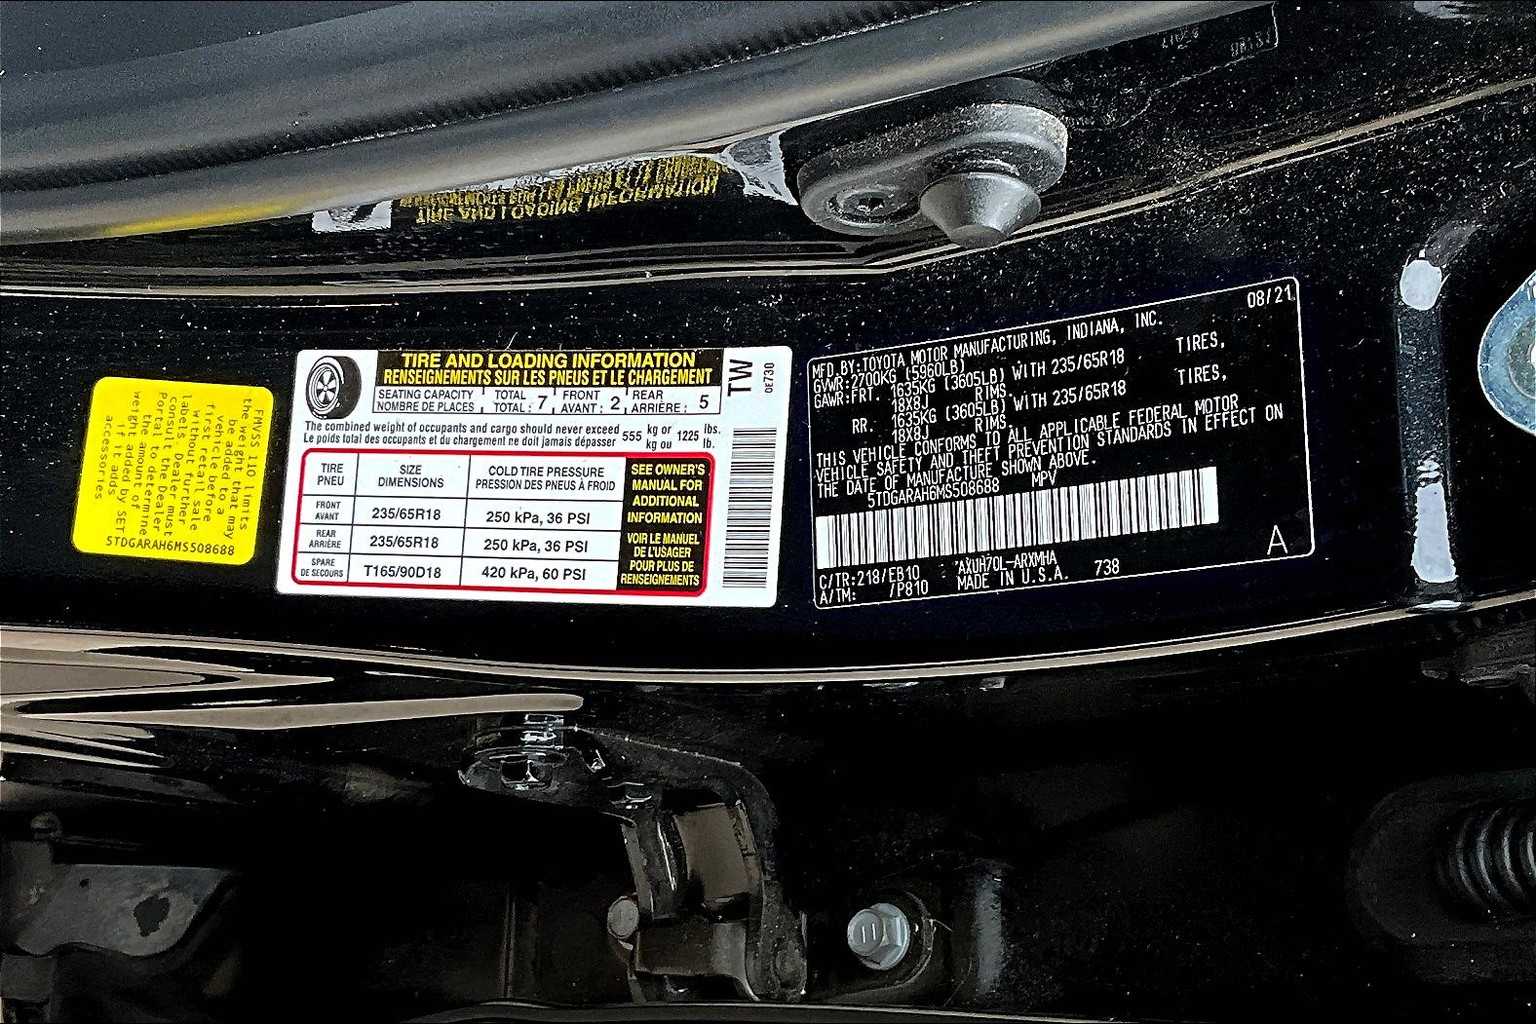 FMVSS 110 limits
the weight that may
be added to a
vehicle before
first retail sale
without further
labels. Dealer must
consult the Dealer
Portal to determine
the amount of
weight added by SET
if it adds
accessories
5TDGARAH6MS508688
TIRE AND LOADING INFORMATION
RENSEIGNEMENTS SUR LES PNEUS ET LE CHARGEMENT
SEATING CAPACITY TOTAL FRONT REAR
NOMBRE DE PLACES TOTAL : 7 AVANT : 2 ARRIÈRE : 5
The combined weight of occupants and cargo should never exceed 555 kg or 1225 lbs.
Le poids total des occupants et du chargement ne doit jamais dépasser kg ou lb.
TIRE SIZE COLD TIRE PRESSURE
PNEU DIMENSIONS PRESSION DES PNEUS À FROID
FRONT
AVANT 235/65R18 250 kPa, 36 PSI
REAR
ARRIÈRE 235/65R18 250 kPa, 36 PSI
SPARE
DE SECOURS T165/90D18 420 kPa, 60 PSI
SEE OWNER'S
MANUAL FOR
ADDITIONAL
INFORMATION
VOIR LE MANUEL
DE L'USAGER
POUR PLUS DE
RENSEIGNEMENTS
TW
0E730
08/21
MFD.BY:TOYOTA MOTOR MANUFACTURING, INDIANA, INC.
GVWR:2700KG (5960LB)
GAWR:FRT. 1635KG (3605LB) WITH 235/65R18 TIRES,
18X8J RIMS.
RR. 1635KG (3605LB) WITH 235/65R18 TIRES,
18X8J RIMS.
THIS VEHICLE CONFORMS TO ALL APPLICABLE FEDERAL MOTOR
VEHICLE SAFETY AND THEFT PREVENTION STANDARDS IN EFFECT ON
THE DATE OF MANUFACTURE SHOWN ABOVE.
5TDGARAH6MS508688 MPV
C/TR:218/EB10 AXUH70L-ARXMHA
A/TM: /P810 MADE IN U.S.A. 738
A